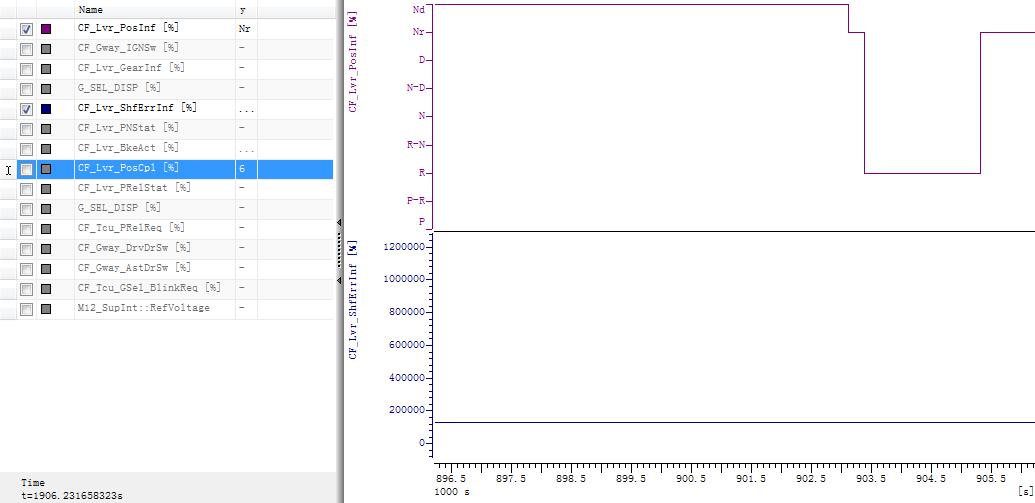 Name y
CF_Lvr_PosInf [%] Nr
CF_Gway_IGNSw [%] -
CF_Lvr_GearInf [%] -
G_SEL_DISP [%] -
CF_Lvr_ShfErrInf [%] ...
CF_Lvr_PNStat [%] -
CF_Lvr_BkeAct [%] ...
CF_Lvr_PosCpl [%] 6
CF_Lvr_PRelStat [%] -
G_SEL_DISP [%] -
CF_Tcu_PRelReq [%] -
CF_Gway_DrvDrSw [%] -
CF_Gway_AstDrSw [%] -
CF_Tcu_GSel_BlinkReq [%] -
M12_SupInt::RefVoltage -
Time
t=1906.231658323s
CF_Lvr_PosInf [%]
Nd
Nr
D
N-D
N
R-N
R
P-R
P
CF_Lvr_ShfErrInf [%]
1200000
1000000
800000
600000
400000
200000
0
896.5 897.5 898.5 899.5 900.5 901.5 902.5 903.5 904.5 905.5
1000 s [s]